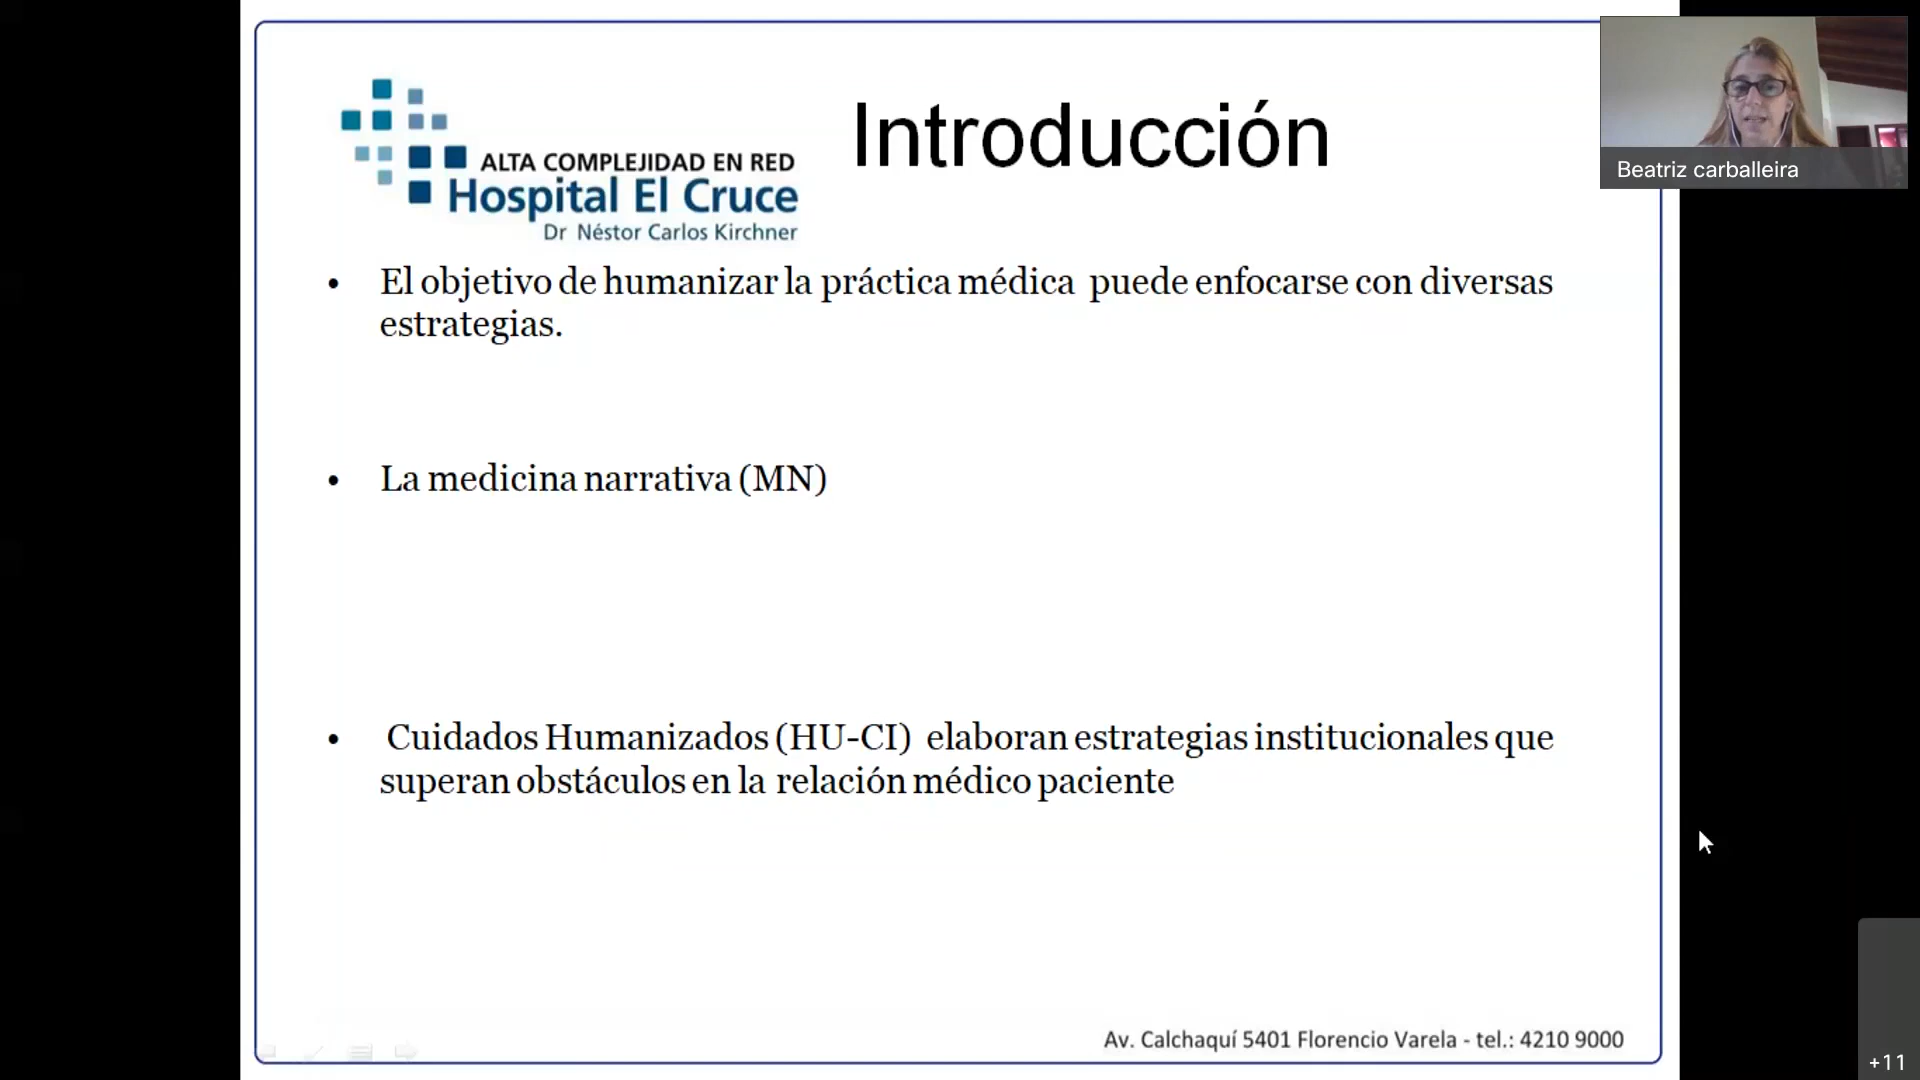 Introducción
ALTA COMPLEJIDAD EN RED
Hospital El Cruce
Dr Néstor Carlos Kirchner
Beatriz carballeira
• El objetivo de humanizar la práctica médica puede enfocarse con diversas
estrategias.
• La medicina narrativa (MN)
• Cuidados Humanizados (HU-CI) elaboran estrategias institucionales que
superan obstáculos en la relación médico paciente
Av. Calchaquí 5401 Florencio Varela - tel.: 4210 9000
+11